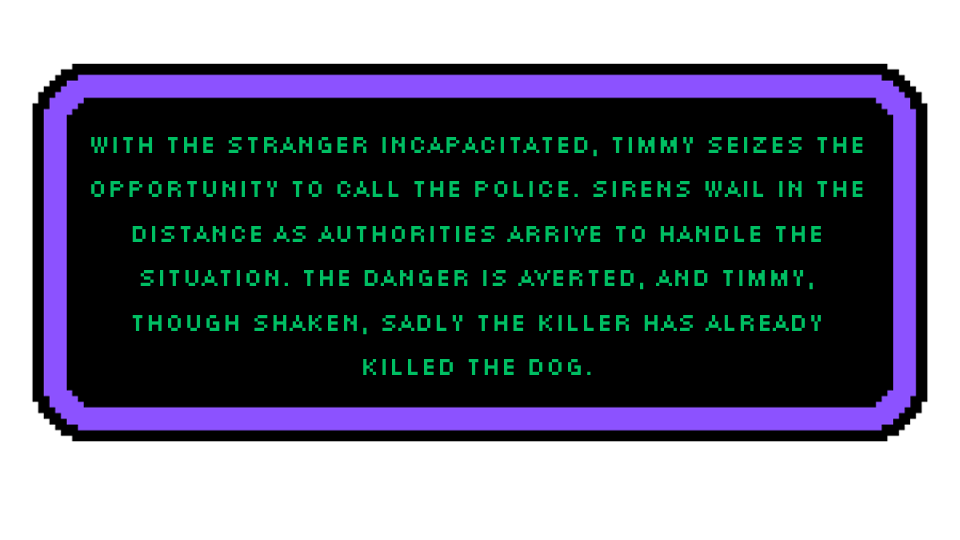 WITH THE STRANGER INCAPACITATED, TIMMY SEIZES THE
OPPORTUNITY TO CALL THE POLICE. SIRENS WAIL IN THE
DISTANCE AS AUTHORITIES ARRIVE TO HANDLE THE
SITUATION. THE DANGER IS AVERTED, AND TIMMY,
THOUGH SHAKEN, SADLY THE KILLER HAS ALREADY
KILLED THE DOG.